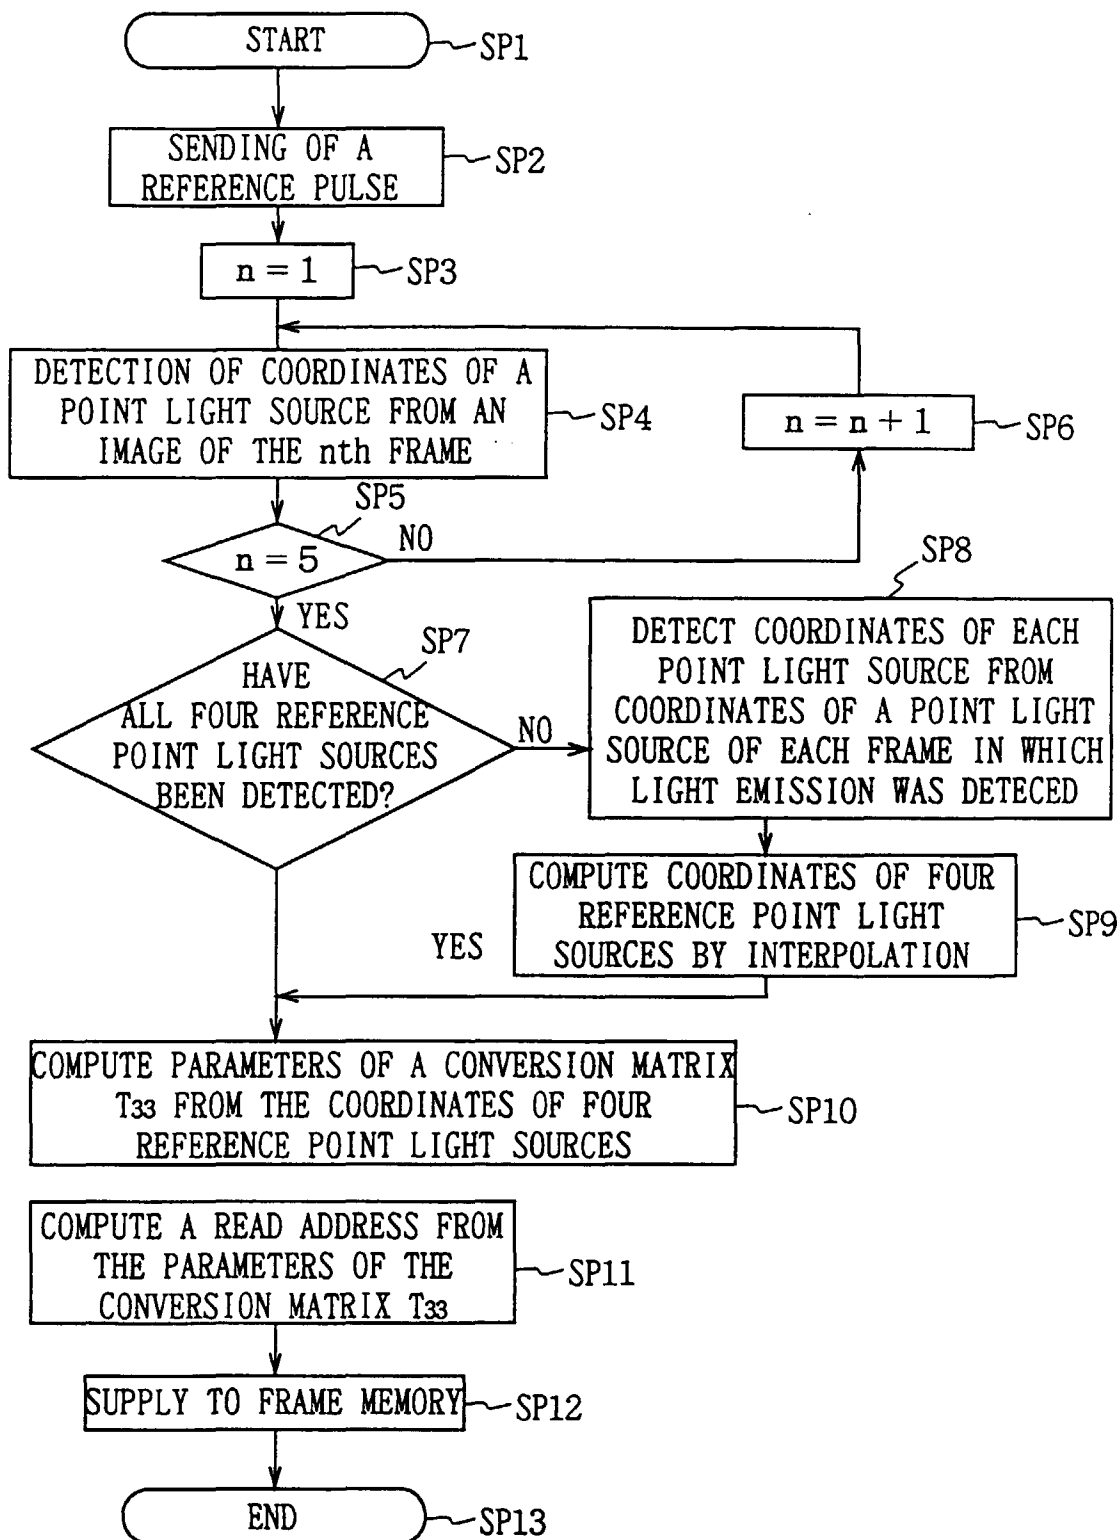 START
SP1
SENDING OF A
REFERENCE PULSE
SP2
n = 1
SP3
DETECTION OF COORDINATES OF A
POINT LIGHT SOURCE FROM AN
IMAGE OF THE nth FRAME
SP4
n = n + 1
SP6
SP5
n = 5
NO
YES
SP7
HAVE
ALL FOUR REFERENCE
POINT LIGHT SOURCES
BEEN DETECTED?
NO
SP8
DETECT COORDINATES OF EACH
POINT LIGHT SOURCE FROM
COORDINATES OF A POINT LIGHT
SOURCE OF EACH FRAME IN WHICH
LIGHT EMISSION WAS DETECED
COMPUTE COORDINATES OF FOUR
REFERENCE POINT LIGHT
SOURCES BY INTERPOLATION
SP9
YES
COMPUTE PARAMETERS OF A CONVERSION MATRIX
T33 FROM THE COORDINATES OF FOUR
REFERENCE POINT LIGHT SOURCES
SP10
COMPUTE A READ ADDRESS FROM
THE PARAMETERS OF THE
CONVERSION MATRIX T33
SP11
SUPPLY TO FRAME MEMORY
SP12
END
SP13